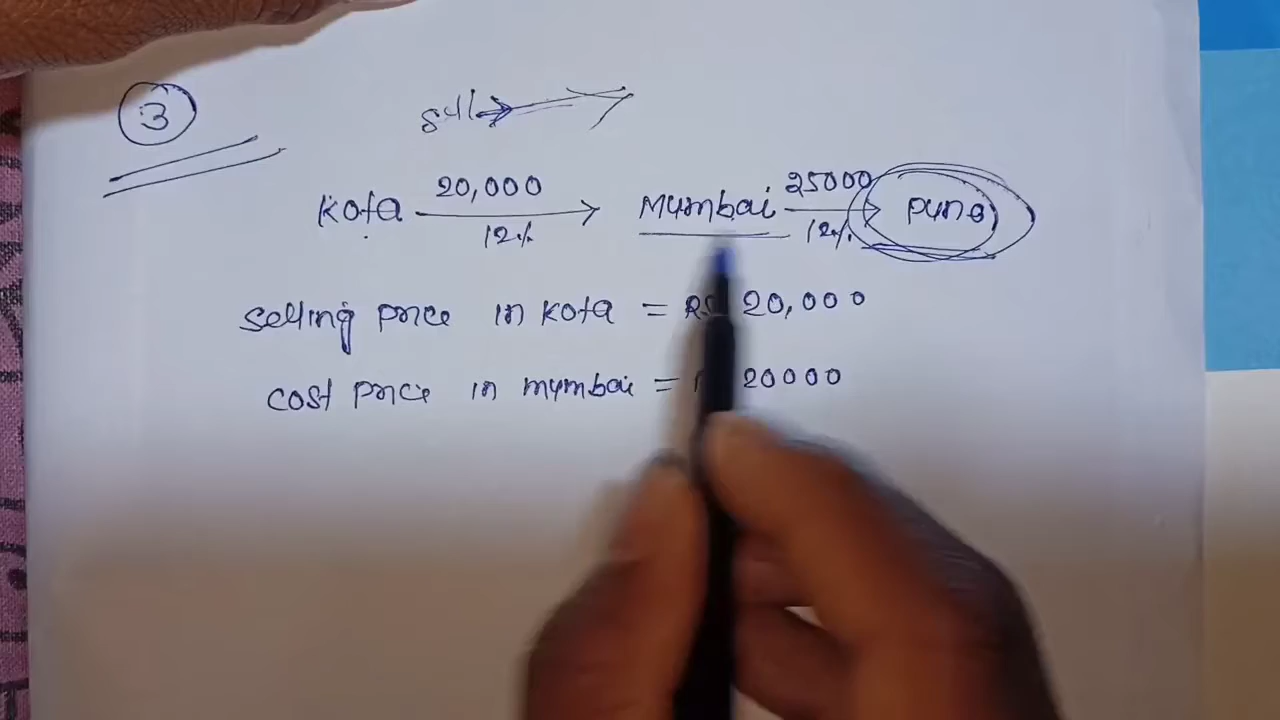 3
sell
Kota 20,000 12% Mumbai 25000 12% Pune
Selling price in Kota = RS 20,000
cost price in mumbai = 20000